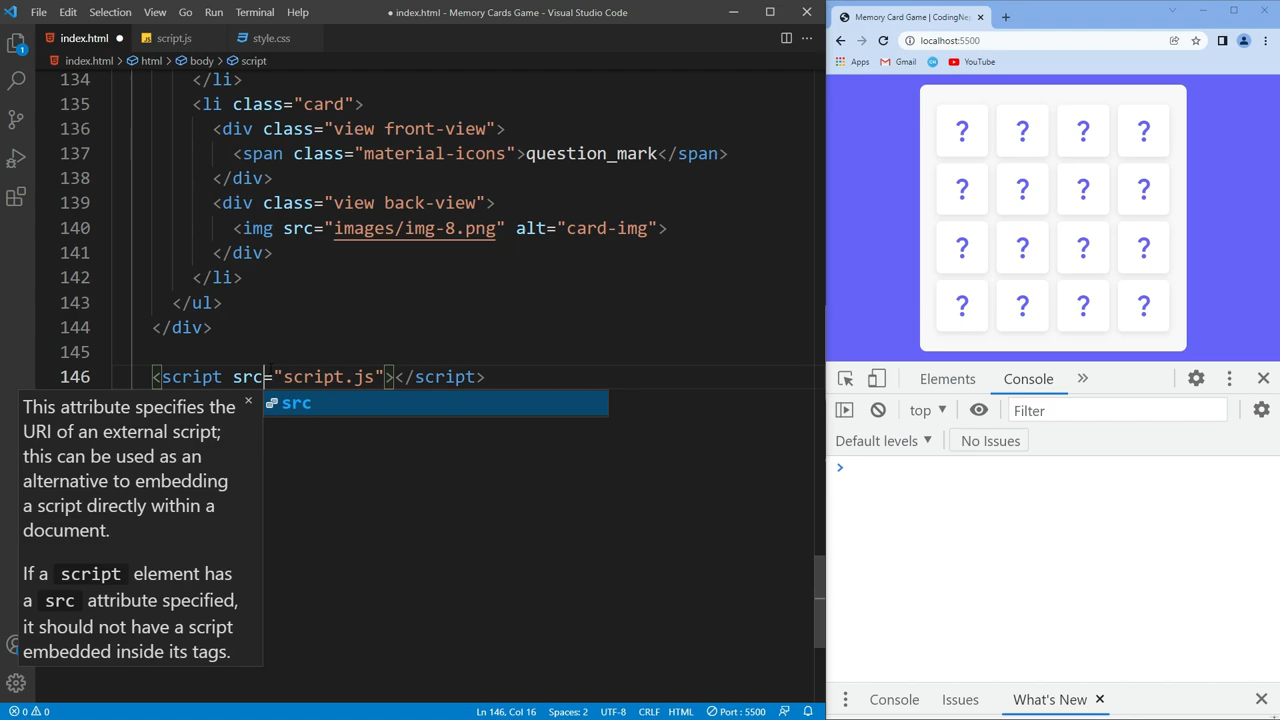 File Edit Selection View Go Run Terminal Help ● index.html - Memory Cards Game - Visual Studio Code
index.html ● JS script.js style.css
index.html > html > body > script
134 </li>
135 <li class="card">
136 <div class="view front-view">
137 <span class="material-icons">question_mark</span>
138 </div>
139 <div class="view back-view">
140 <img src="images/img-8.png" alt="card-img">
141 </div>
142 </li>
143 </ul>
144 </div>
145
146 <script src="script.js"></script>
src
This attribute specifies the
URI of an external script;
this can be used as an
alternative to embedding
a script directly within a
document.
If a script element has
a src attribute specified,
it should not have a script
embedded inside its tags.
1
0 0 Ln 146, Col 16 Spaces: 2 UTF-8 CRLF HTML Port : 5500
Memory Card Game | CodingNep
localhost:5500
Apps Gmail YouTube
? ? ? ?
? ? ? ?
? ? ? ?
? ? ? ?
Elements Console
top Filter
Default levels No Issues
Console Issues What's New